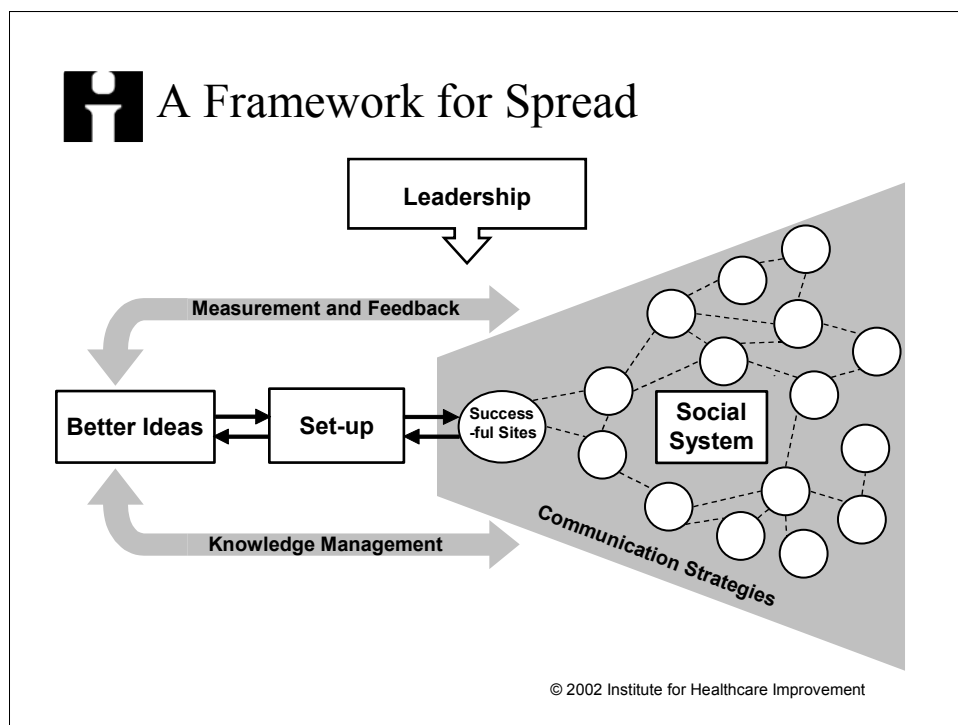 A Framework for Spread
Leadership
Measurement and Feedback
Better Ideas
Set-up
Success
-ful Sites
Social
System
Knowledge Management
Communication Strategies
© 2002 Institute for Healthcare Improvement